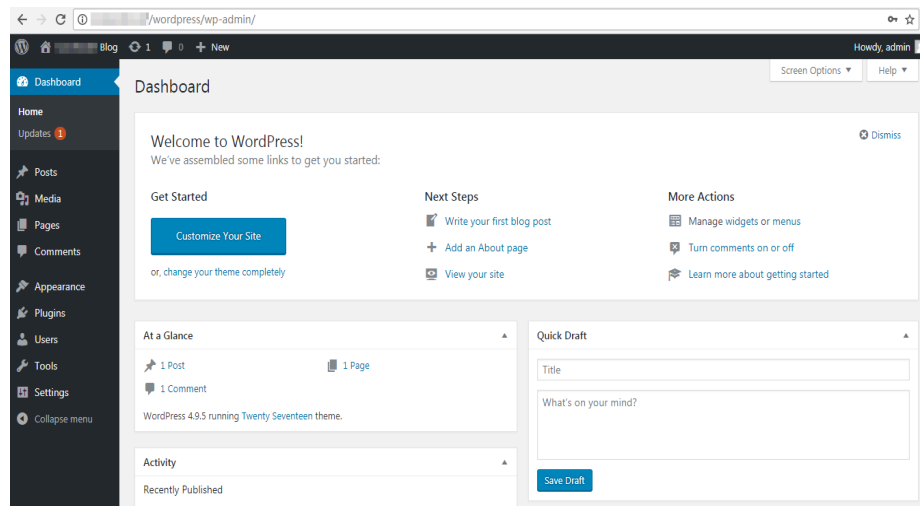 /wordpress/wp-admin/
Blog 1 0 + New Howdy, admin
Dashboard
Home
Updates 1
Posts
Media
Pages
Comments
Appearance
Plugins
Users
Tools
Settings
Collapse menu
Screen Options ▼ Help ▼
Dashboard
Welcome to WordPress!
Dismiss
We've assembled some links to get you started:
Get Started
Customize Your Site
or, change your theme completely
Next Steps
Write your first blog post
Add an About page
View your site
More Actions
Manage widgets or menus
Turn comments on or off
Learn more about getting started
At a Glance
1 Post 1 Page
1 Comment
WordPress 4.9.5 running Twenty Seventeen theme.
Activity
Recently Published
Quick Draft
Title
What's on your mind?
Save Draft